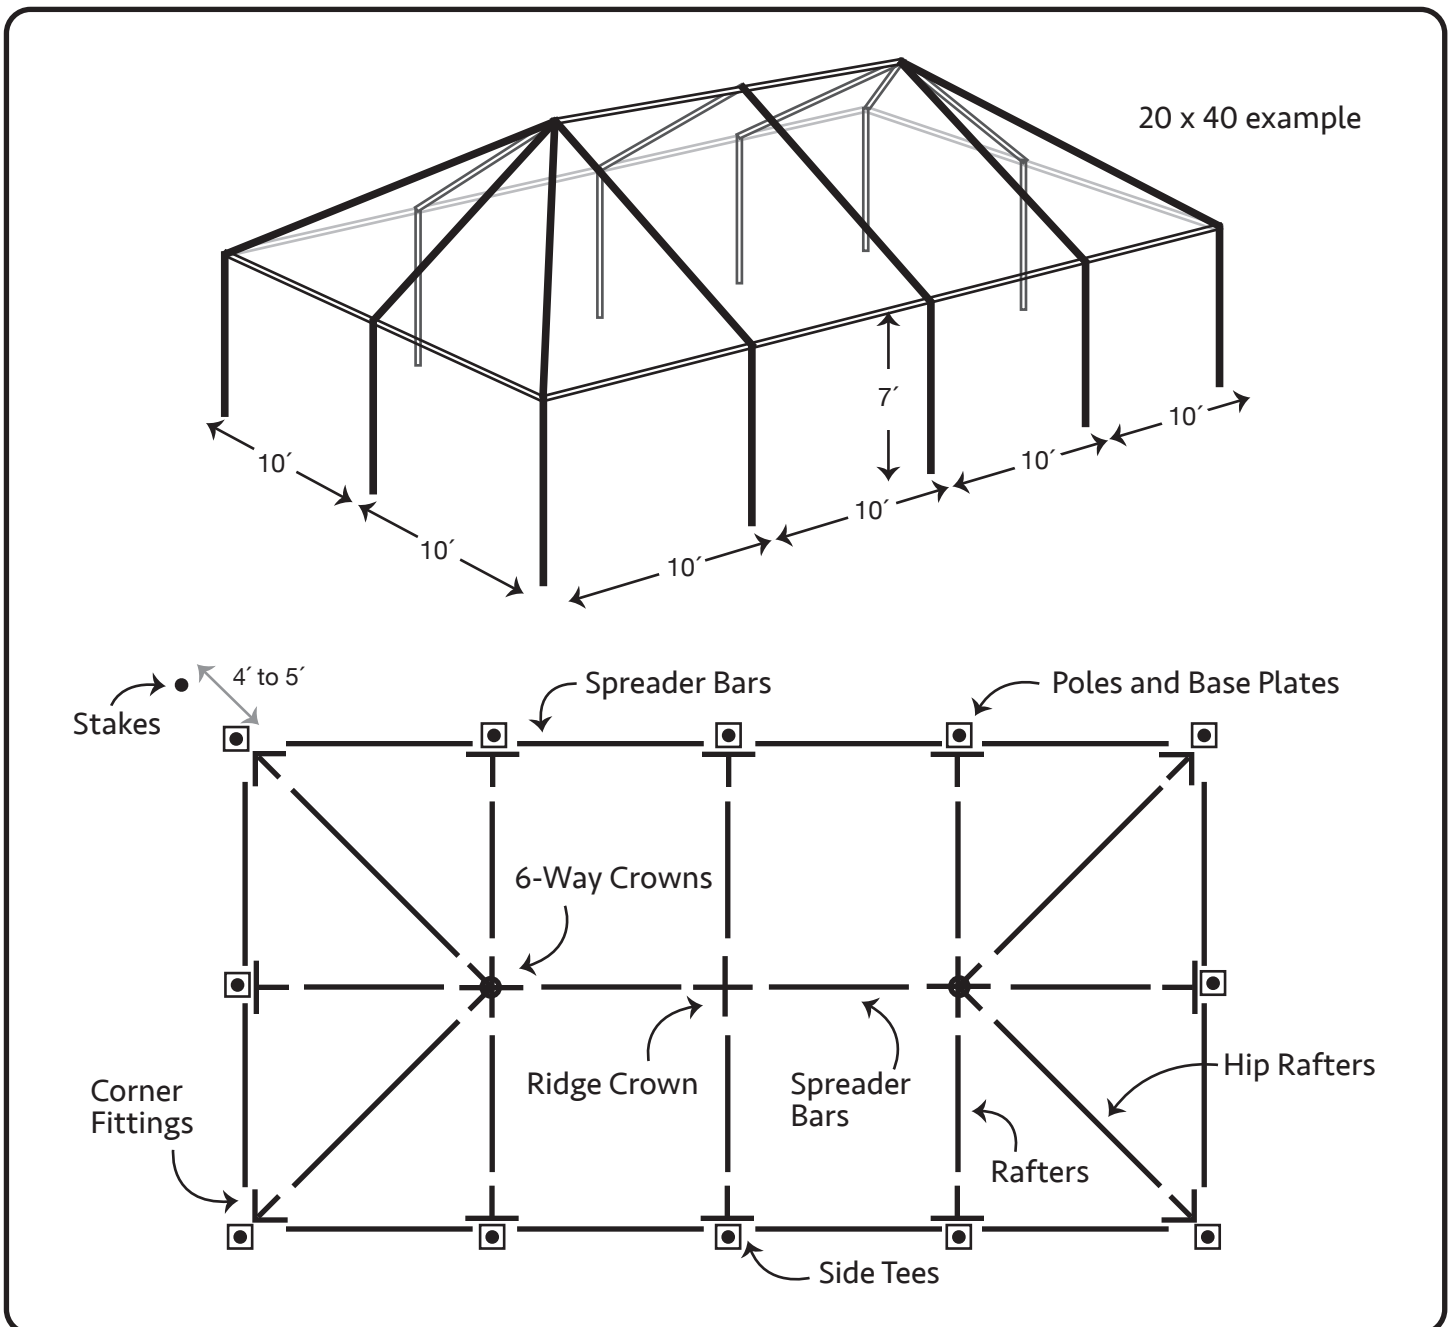 20 x 40 example
7´
10´
10´
10´
10´
10´
10´
4´ to 5´
Stakes
Spreader Bars
Poles and Base Plates
6-Way Crowns
Ridge Crown
Spreader
Bars
Hip Rafters
Corner
Fittings
Rafters
Side Tees